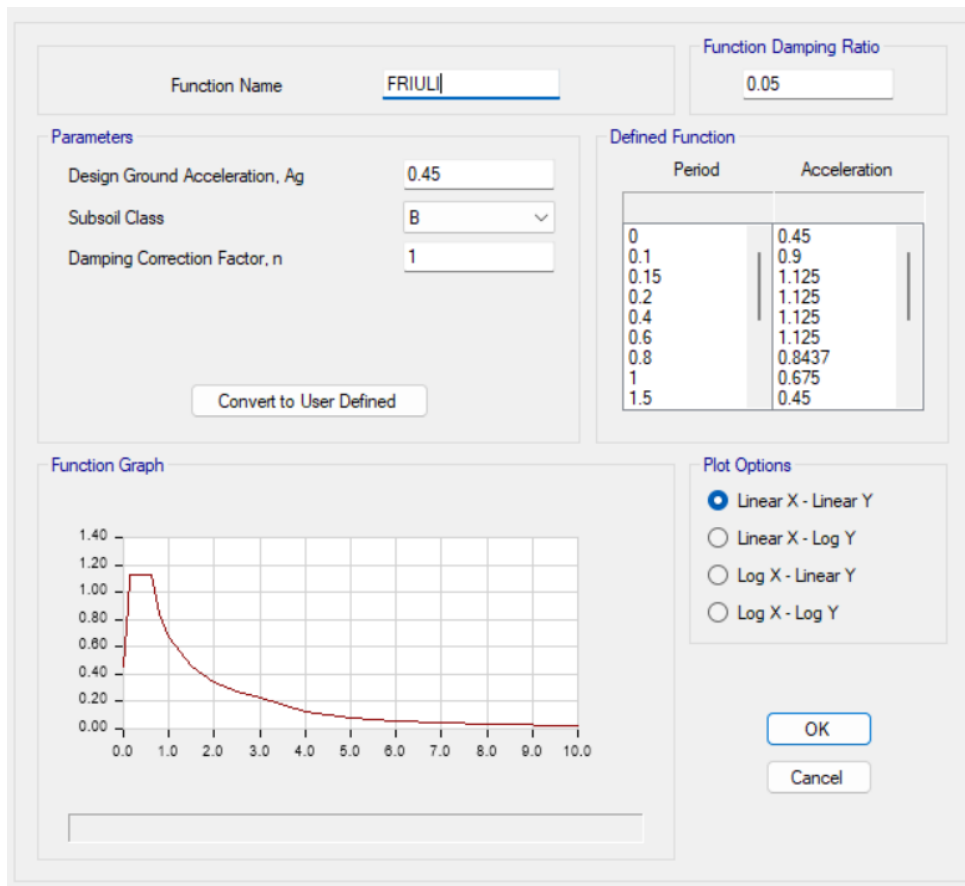 Function Damping Ratio
Function Name FRIULI 0.05
Parameters Defined Function
Design Ground Acceleration, Ag 0.45 Period Acceleration
Subsoil Class B
Damping Correction Factor, n 1
0 0.45
0.1 0.9
0.15 1.125
0.2 1.125
0.4 1.125
0.6 1.125
0.8 0.8437
1 0.675
1.5 0.45
Convert to User Defined
Function Graph Plot Options
Linear X - Linear Y
Linear X - Log Y
Log X - Linear Y
Log X - Log Y
1.40
1.20
1.00
0.80
0.60
0.40
0.20
0.00
0.0 1.0 2.0 3.0 4.0 5.0 6.0 7.0 8.0 9.0 10.0
OK
Cancel